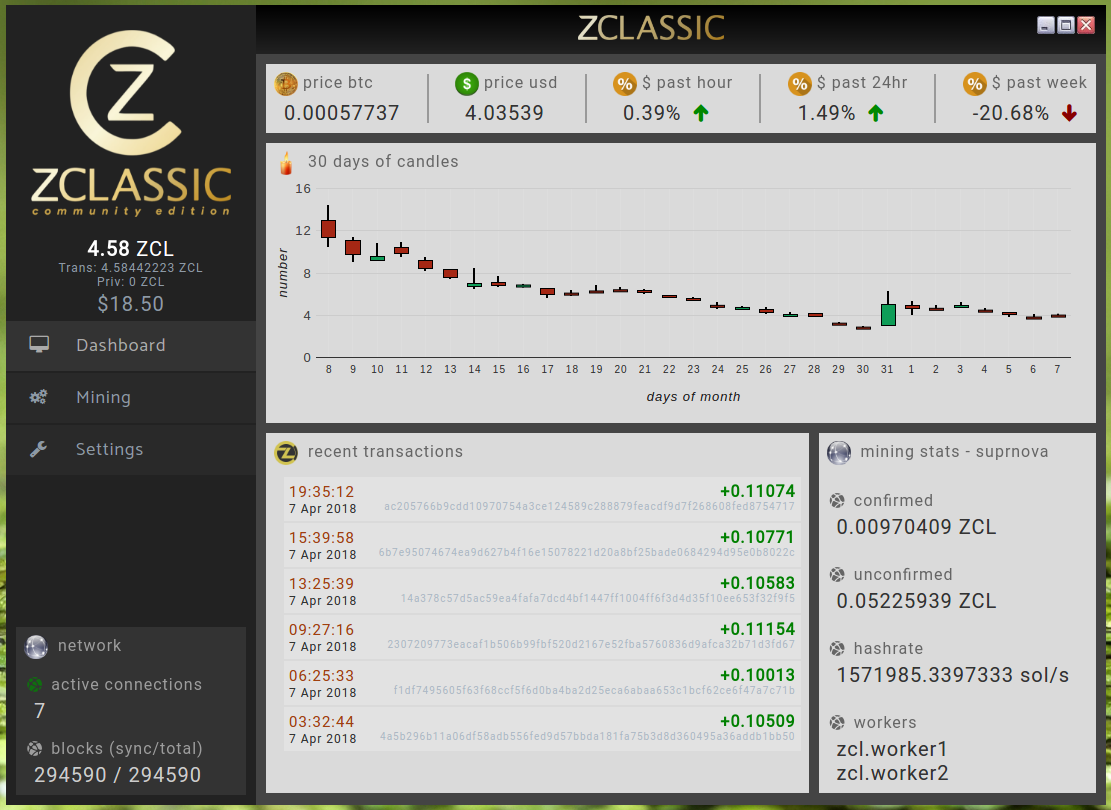 ZCLASSIC
community edition
4.58 ZCL
Trans: 4.58442223 ZCL
Priv: 0 ZCL
$18.50
Dashboard
Mining
Settings
network
active connections
7
blocks (sync/total)
294590 / 294590
ZCLASSIC
price btc
0.00057737
price usd
4.03539
$ past hour
0.39%
$ past 24hr
1.49%
$ past week
-20.68%
30 days of candles
number
16
12
8
4
0
8 9 10 11 12 13 14 15 16 17 18 19 20 21 22 23 24 25 26 27 28 29 30 31 1 2 3 4 5 6 7
days of month
recent transactions
19:35:12 +0.11074
7 Apr 2018 ac205766b9cdd10970754a3ce124589c288879feacdf9d7f268608fed8754717
15:39:58 +0.10771
7 Apr 2018 6b7e95074674ea9d627b4f16e15078221d20a8bf25bade0684294d95e0b8022c
13:25:39 +0.10583
7 Apr 2018 14a378c57d5ac59ea4fafa7dcd4bf1447ff1004ff6f3d4d35f10ee653f32f9f5
09:27:16 +0.11154
7 Apr 2018 2307209773eacaf1b506b99fbf520d2167e52fba5760836d9afca32b71d3fd67
06:25:33 +0.10013
7 Apr 2018 f1df7495605f63f68ccf5f6d0ba4ba2d25eca6abaa653c1bcf62ce6f47a7c71b
03:32:44 +0.10509
7 Apr 2018 4a5b296b11a06df58adb556fed9d57bbda181fa75b3d8d360495a36addb1bb50
mining stats - suprnova
confirmed
0.00970409 ZCL
unconfirmed
0.05225939 ZCL
hashrate
1571985.3397333 sol/s
workers
zcl.worker1
zcl.worker2